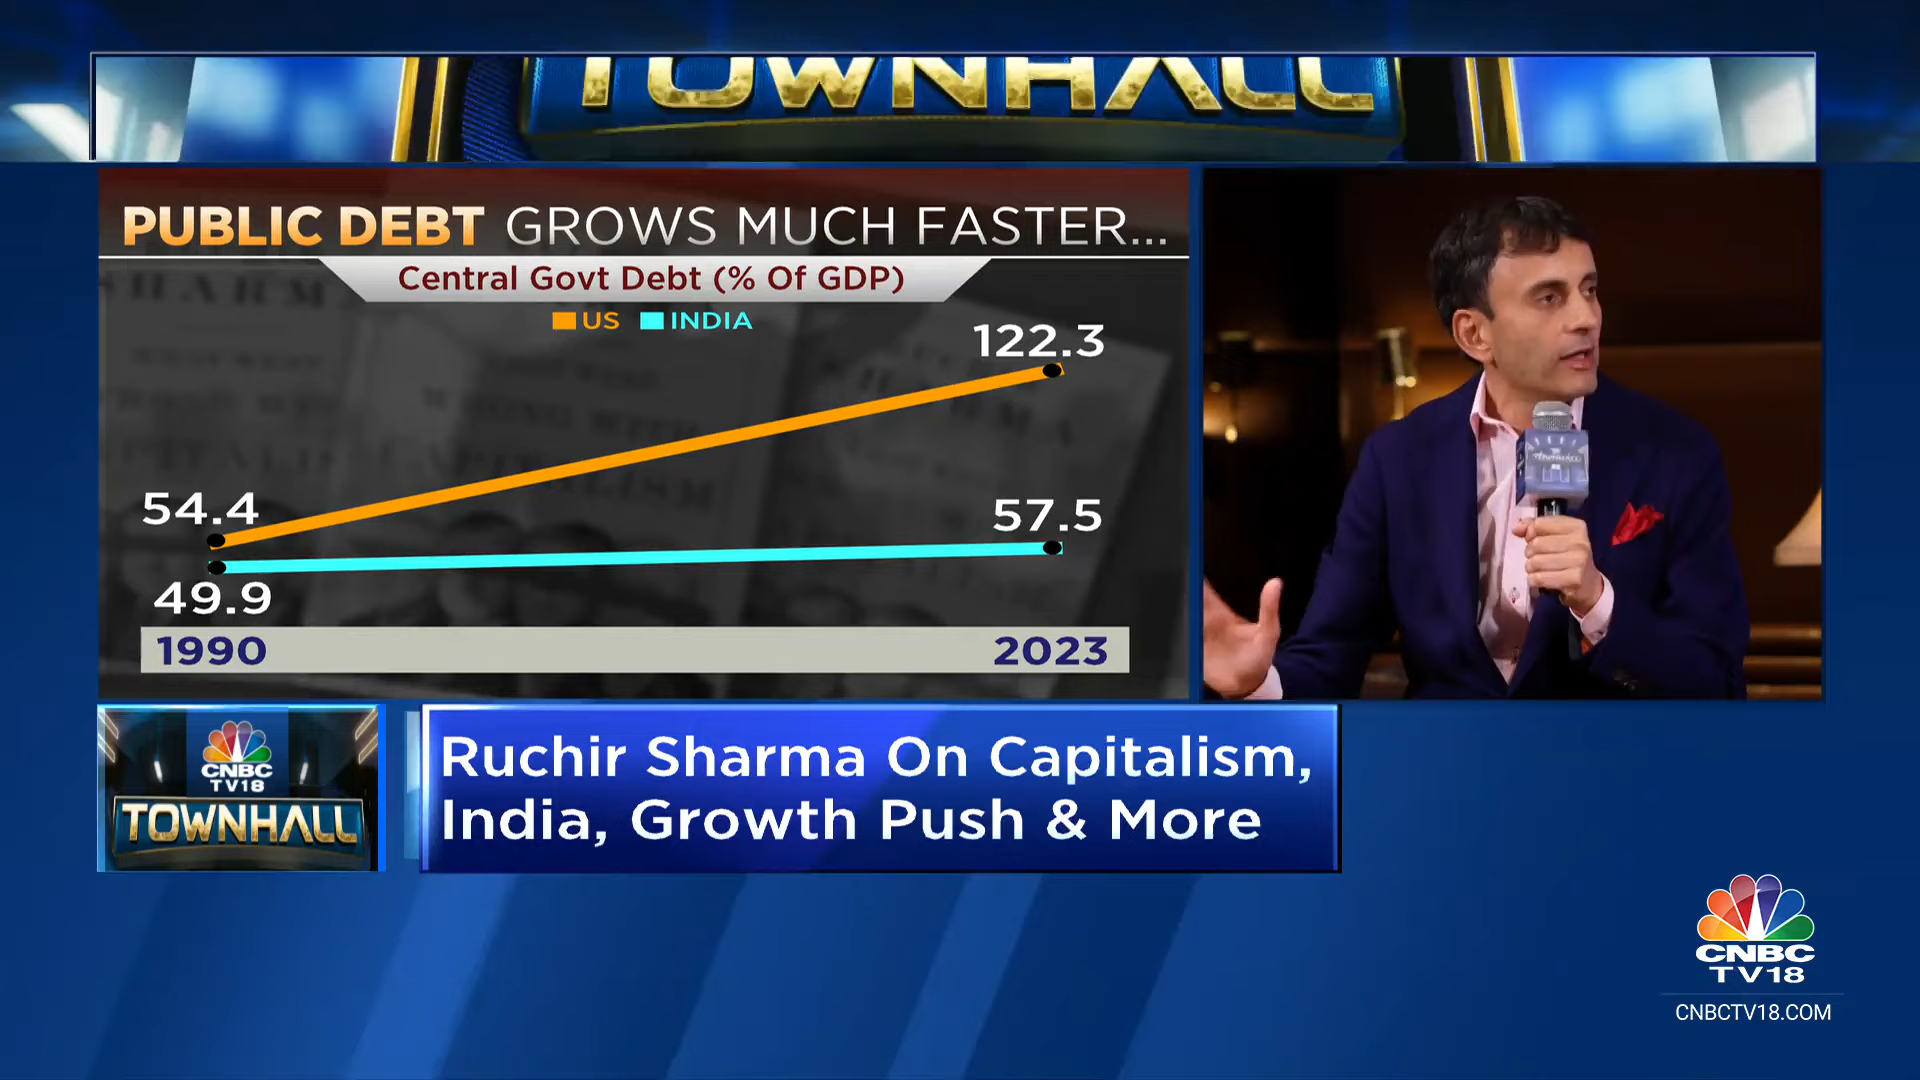 TOWNHALL
PUBLIC DEBT GROWS MUCH FASTER...
Central Govt Debt (% Of GDP)
US INDIA
122.3
54.4
57.5
49.9
1990 2023
TOWNHALL
CNBC
TV18
TOWNHALL
Ruchir Sharma On Capitalism,
India, Growth Push & More
CNBC
TV18
CNBCTV18.COM